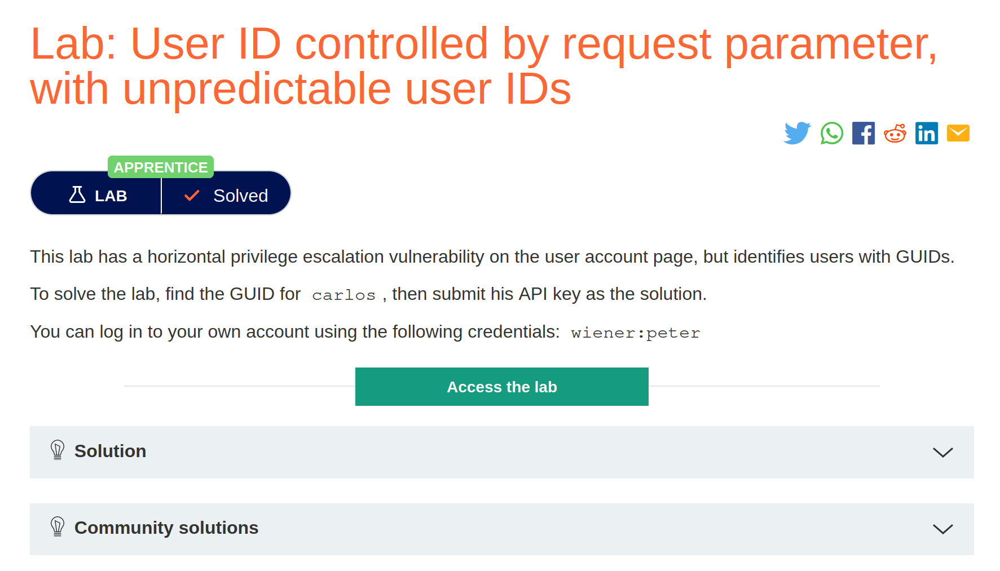 Lab: User ID controlled by request parameter,
with unpredictable user IDs
APPRENTICE
LAB
Solved
This lab has a horizontal privilege escalation vulnerability on the user account page, but identifies users with GUIDs.
To solve the lab, find the GUID for carlos , then submit his API key as the solution.
You can log in to your own account using the following credentials: wiener:peter
Access the lab
Solution
Community solutions